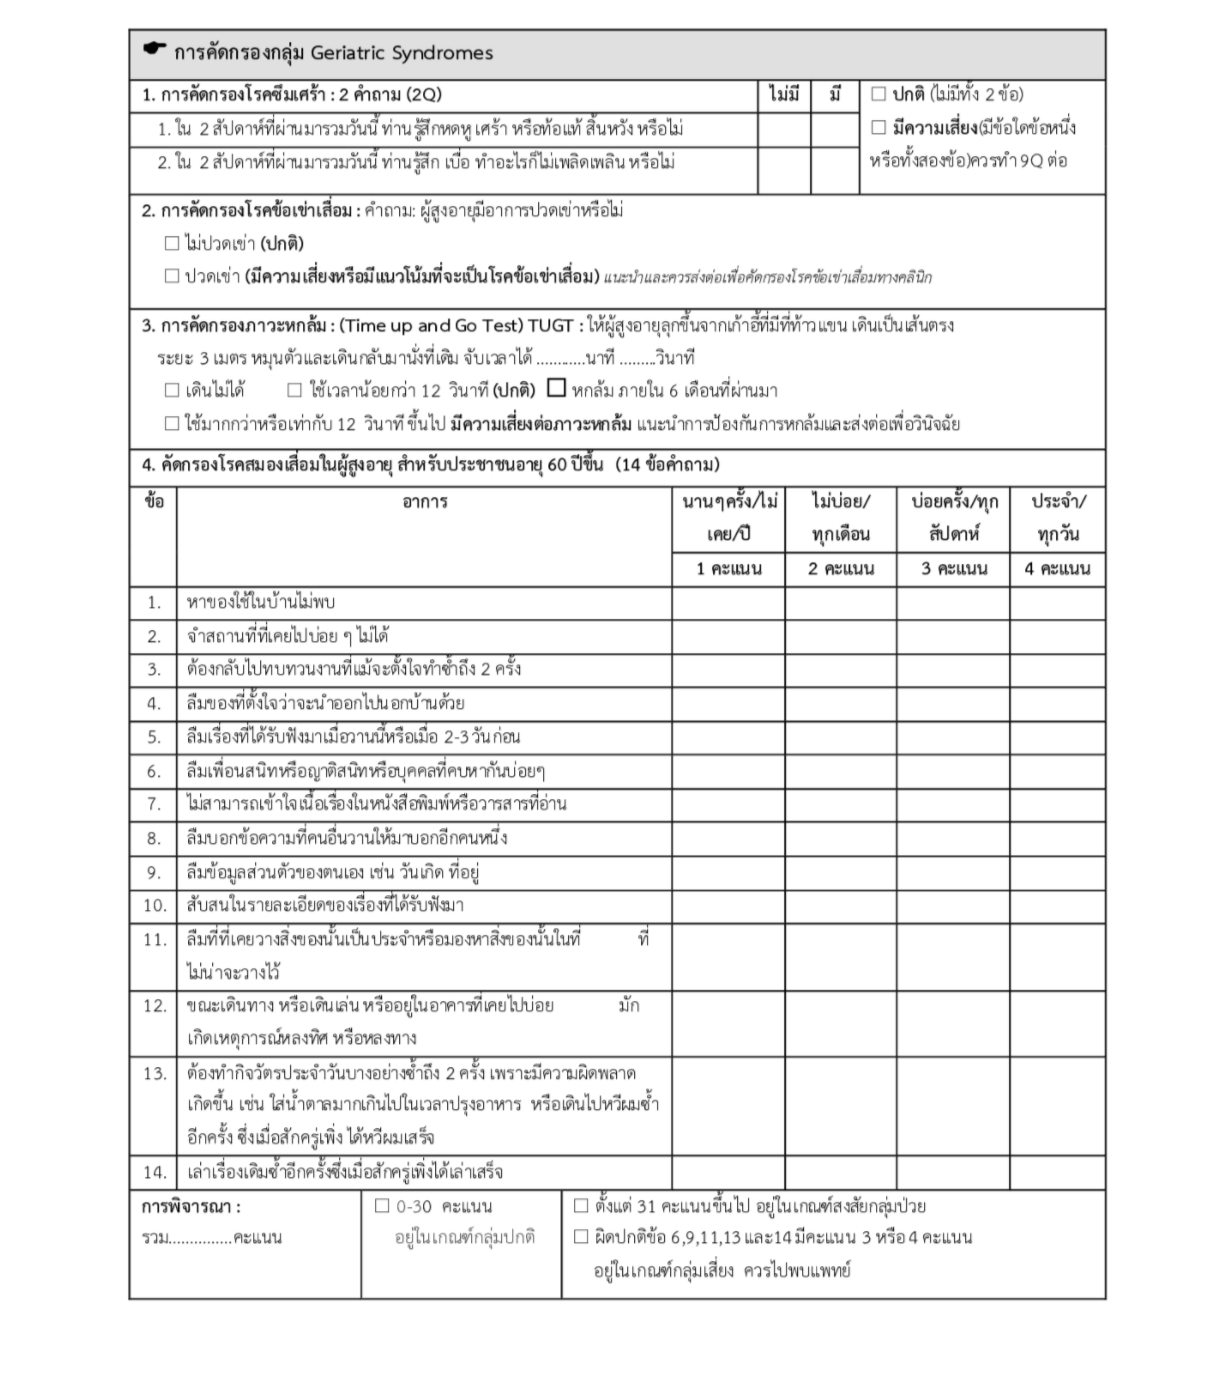 ☛ การคัดกรองกลุ่ม Geriatric Syndromes
1. การคัดกรองโรคซึมเศร้า : 2 คำถาม (2Q) ไม่มี มี
1. ใน 2 สัปดาห์ที่ผ่านมารวมวันนี้ ท่านรู้สึกหดหู่ เศร้า หรือท้อแท้ สิ้นหวัง หรือไม่
2. ใน 2 สัปดาห์ที่ผ่านมารวมวันนี้ ท่านรู้สึก เบื่อ ทำอะไรก็ไม่เพลิดเพลิน หรือไม่
☐ ปกติ (ไม่มีทั้ง 2 ข้อ)
☐ มีความเสี่ยง(มีข้อใดข้อหนึ่ง
หรือทั้งสองข้อ)ควรทำ 9Q ต่อ
2. การคัดกรองโรคข้อเข่าเสื่อม : คำถาม: ผู้สูงอายุมีอาการปวดเข่าหรือไม่
☐ ไม่ปวดเข่า (ปกติ)
☐ ปวดเข่า (มีความเสี่ยงหรือมีแนวโน้มที่จะเป็นโรคข้อเข่าเสื่อม) แนะนำและควรส่งต่อเพื่อคัดกรองโรคข้อเข่าเสื่อมทางคลินิก
3. การคัดกรองภาวะหกล้ม : (Time up and Go Test) TUGT : ให้ผู้สูงอายุลุกขึ้นจากเก้าอี้ที่มีที่ท้าวแขน เดินเป็นเส้นตรง
ระยะ 3 เมตร หมุนตัวและเดินกลับมานั่งที่เดิม จับเวลาได้ ............นาที .........วินาที
☐ เดินไม่ได้ ☐ ใช้เวลาน้อยกว่า 12 วินาที (ปกติ) ☐ หกล้ม ภายใน 6 เดือนที่ผ่านมา
☐ ใช้มากกว่าหรือเท่ากับ 12 วินาที ขึ้นไป มีความเสี่ยงต่อภาวะหกล้ม แนะนำการป้องกันการหกล้มและส่งต่อเพื่อวินิจฉัย
4. คัดกรองโรคสมองเสื่อมในผู้สูงอายุ สำหรับประชาชนอายุ 60 ปีขึ้น (14 ข้อคำถาม)
ข้อ อาการ นานๆครั้ง/ไม่ ไม่บ่อย/ บ่อยครั้ง/ทุก ประจำ/
เคย/ปี ทุกเดือน สัปดาห์ ทุกวัน
1 คะแนน 2 คะแนน 3 คะแนน 4 คะแนน
1. หาของใช้ในบ้านไม่พบ
2. จำสถานที่ที่เคยไปบ่อย ๆ ไม่ได้
3. ต้องกลับไปทบทวนงานที่แม้จะตั้งใจทำซ้ำถึง 2 ครั้ง
4. ลืมของที่ตั้งใจว่าจะนำออกไปนอกบ้านด้วย
5. ลืมเรื่องที่ได้รับฟังมาเมื่อวานนี้หรือเมื่อ 2-3 วันก่อน
6. ลืมเพื่อนสนิทหรือญาติสนิทหรือบุคคลที่คบหากันบ่อยๆ
7. ไม่สามารถเข้าใจเนื้อเรื่องในหนังสือพิมพ์หรือวารสารที่อ่าน
8. ลืมบอกข้อความที่คนอื่นวานให้มาบอกอีกคนหนึ่ง
9. ลืมข้อมูลส่วนตัวของตนเอง เช่น วันเกิด ที่อยู่
10. สับสนในรายละเอียดของเรื่องที่ได้รับฟังมา
11. ลืมที่ที่เคยวางสิ่งของนั้นเป็นประจำหรือมองหาสิ่งของนั้นในที่ ที่
ไม่น่าจะวางไว้
12. ขณะเดินทาง หรือเดินเล่น หรืออยู่ในอาคารที่เคยไปบ่อย มัก
เกิดเหตุการณ์หลงทิศ หรือหลงทาง
13. ต้องทำกิจวัตรประจำวันบางอย่างซ้ำถึง 2 ครั้ง เพราะมีความผิดพลาด
เกิดขึ้น เช่น ใส่น้ำตาลมากเกินไปในเวลาปรุงอาหาร หรือเดินไปหวีผมซ้ำ
อีกครั้ง ซึ่งเมื่อสักครู่เพิ่ง ได้หวีผมเสร็จ
14. เล่าเรื่องเดิมซ้ำอีกครั้งซึ่งเมื่อสักครู่เพิ่งได้เล่าเสร็จ
การพิจารณา :
รวม..............คะแนน
☐ 0-30 คะแนน
อยู่ในเกณฑ์กลุ่มปกติ
☐ ตั้งแต่ 31 คะแนนขึ้นไป อยู่ในเกณฑ์สงสัยกลุ่มป่วย
☐ ผิดปกติข้อ 6,9,11,13 และ14 มีคะแนน 3 หรือ 4 คะแนน
อยู่ในเกณฑ์กลุ่มเสี่ยง ควรไปพบแพทย์